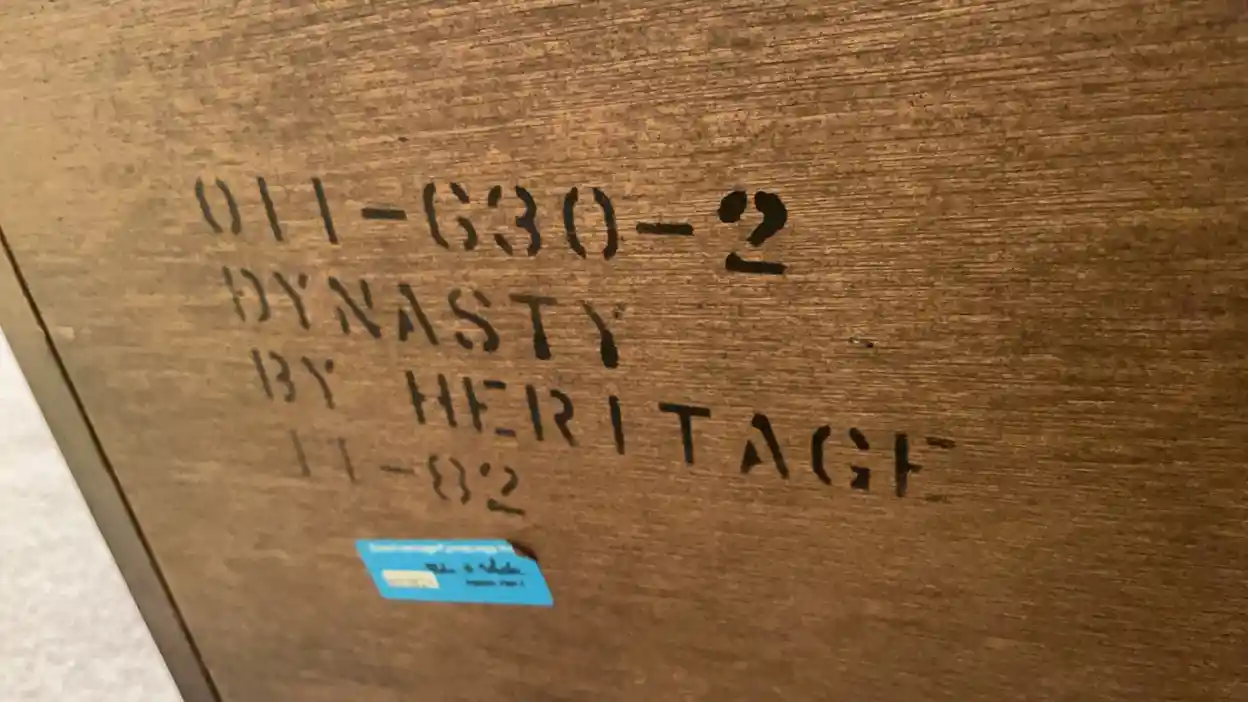 011-630-2
DYNASTY
BY HERITAGE
11-82